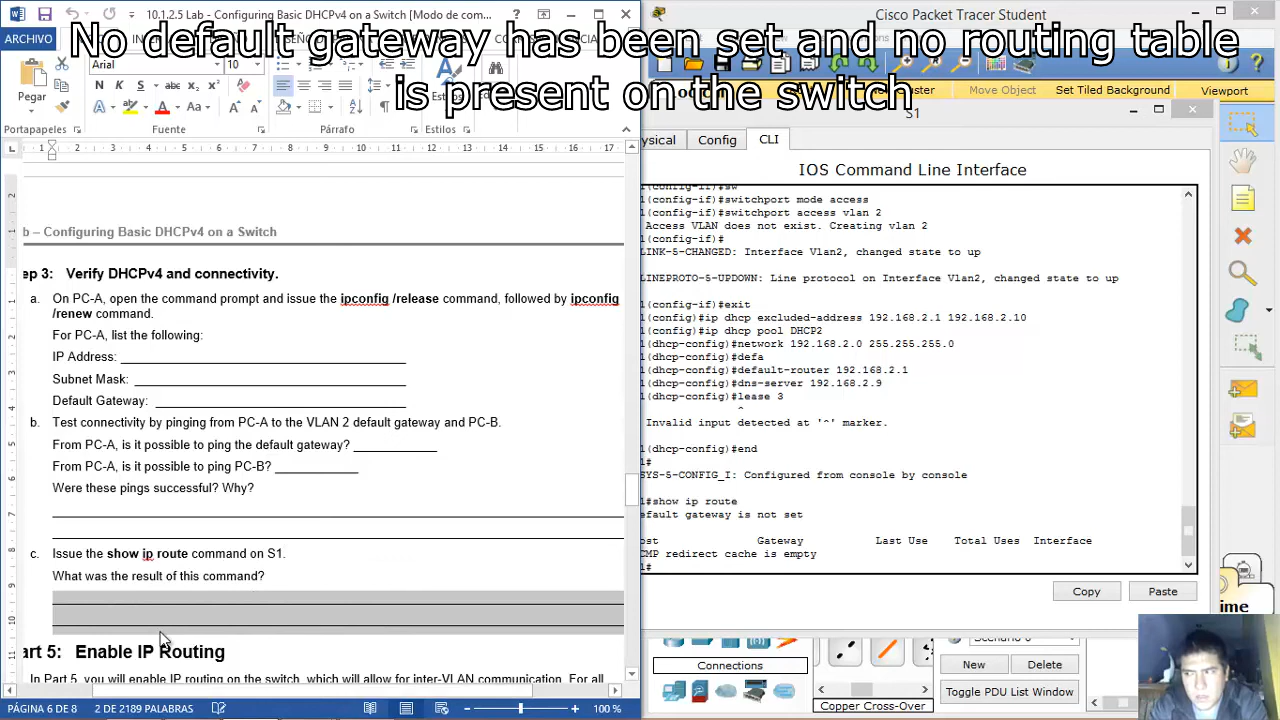 10.1.2.5 Lab - Configuring Basic DHCPv4 on a Switch [Modo de com...
Cisco Packet Tracer Student
No default gateway has been set and no routing table
is present on the switch
ARCHIVO
Arial
10
Pegar
Estilos
Edición
Portapapeles
Fuente
Párrafo
Estilos
Move Object
Set Tiled Background
Viewport
S1
ysical
Config
CLI
IOS Command Line Interface
b – Configuring Basic DHCPv4 on a Switch
ep 3: Verify DHCPv4 and connectivity.
a. On PC-A, open the command prompt and issue the ipconfig /release command, followed by ipconfig
/renew command.
For PC-A, list the following:
IP Address:
Subnet Mask:
Default Gateway:
b. Test connectivity by pinging from PC-A to the VLAN 2 default gateway and PC-B.
From PC-A, is it possible to ping the default gateway?
From PC-A, is it possible to ping PC-B?
Were these pings successful? Why?
c. Issue the show ip route command on S1.
What was the result of this command?
art 5: Enable IP Routing
In Part 5, you will enable IP routing on the switch, which will allow for inter-VLAN communication. For all
(config-if)#sw
(config-if)#switchport mode access
(config-if)#switchport access vlan 2
Access VLAN does not exist. Creating vlan 2
(config-if)#
LINK-5-CHANGED: Interface Vlan2, changed state to up
LINEPROTO-5-UPDOWN: Line protocol on Interface Vlan2, changed state to up
(config-if)#exit
(config)#ip dhcp excluded-address 192.168.2.1 192.168.2.10
(config)#ip dhcp pool DHCP2
(dhcp-config)#network 192.168.2.0 255.255.255.0
(dhcp-config)#defa
(dhcp-config)#default-router 192.168.2.1
(dhcp-config)#dns-server 192.168.2.9
(dhcp-config)#lease 3
^
Invalid input detected at '^' marker.
(dhcp-config)#end
1#
SYS-5-CONFIG_I: Configured from console by console
1#show ip route
efault gateway is not set
ost Gateway Last Use Total Uses Interface
CMP redirect cache is empty
1#
Copy
Paste
Connections
Copper Cross-Over
Scenario 0
New
Delete
Toggle PDU List Window
ime
PÁGINA 6 DE 8
2 DE 2189 PALABRAS
100 %